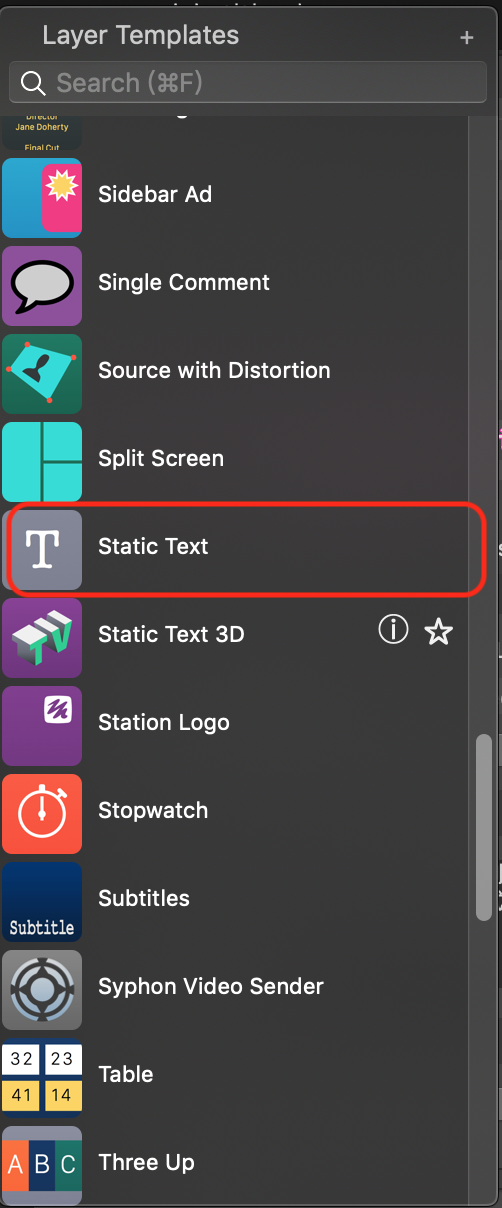 Layer Templates
+
Search (⌘F)
Director
Jane Doherty
Final Cut
Sidebar Ad
Single Comment
Source with Distortion
Split Screen
T
Static Text
TV
Static Text 3D
Station Logo
Stopwatch
Subtitle
Subtitles
Syphon Video Sender
32 23
41 14
Table
A B C
Three Up